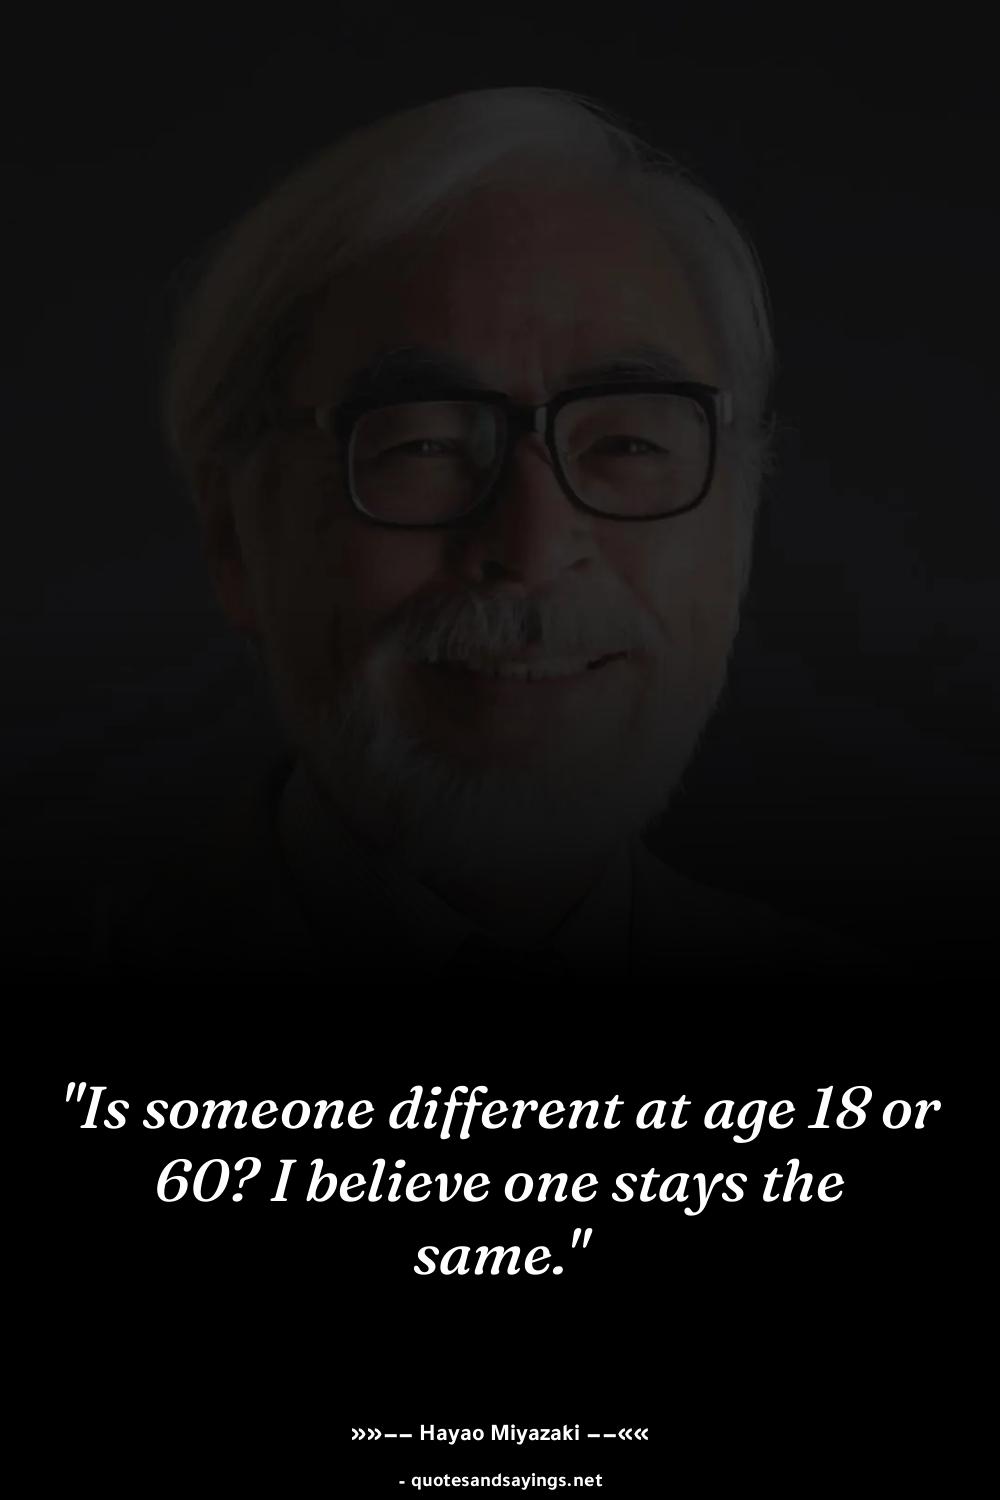 "Is someone different at age 18 or
60? I believe one stays the
same."
»»−− Hayao Miyazaki −−««
- quotesandsayings.net